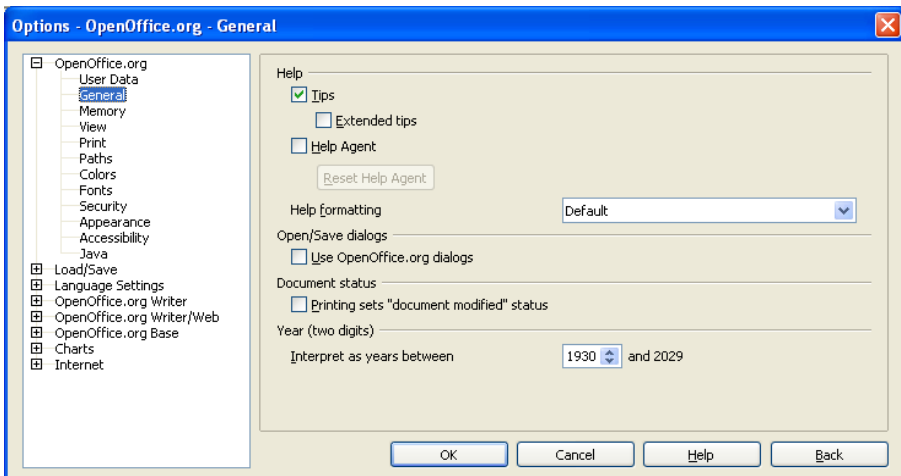 Options - OpenOffice.org - General
OpenOffice.org
User Data
General
Memory
View
Print
Paths
Colors
Fonts
Security
Appearance
Accessibility
Java
Load/Save
Language Settings
OpenOffice.org Writer
OpenOffice.org Writer/Web
OpenOffice.org Base
Charts
Internet
Help
Tips
Extended tips
Help Agent
Reset Help Agent
Help formatting Default
Open/Save dialogs
Use OpenOffice.org dialogs
Document status
Printing sets "document modified" status
Year (two digits)
Interpret as years between 1930 and 2029
OK Cancel Help Back